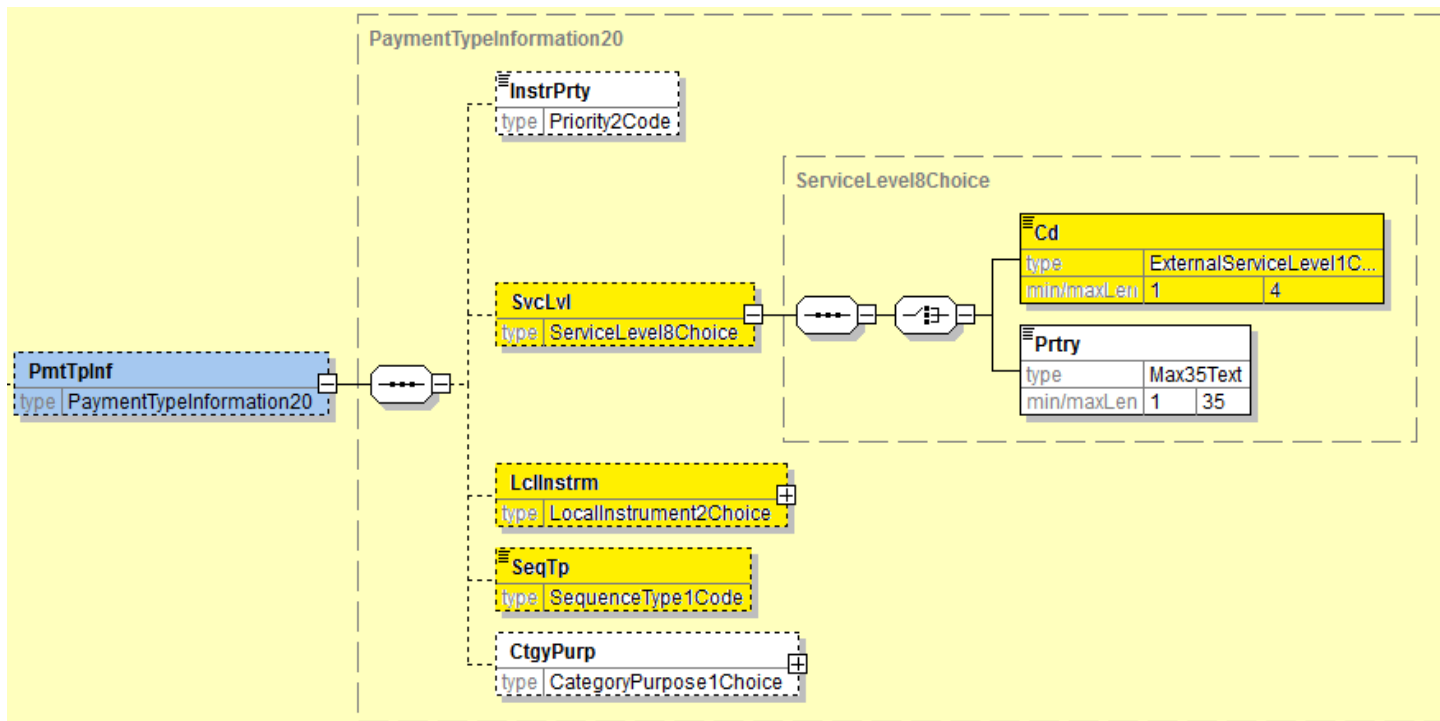 PaymentTypeInformation20
InstrPrty
type Priority2Code
ServiceLevel8Choice
Cd
type ExternalServiceLevel1C...
min/maxLen 1 4
SvcLvl
type ServiceLevel8Choice
Prtry
type Max35Text
min/maxLen 1 35
PmtTpInf
type PaymentTypeInformation20
LclInstrm
type LocalInstrument2Choice
SeqTp
type SequenceType1Code
CtgyPurp
type CategoryPurpose1Choice